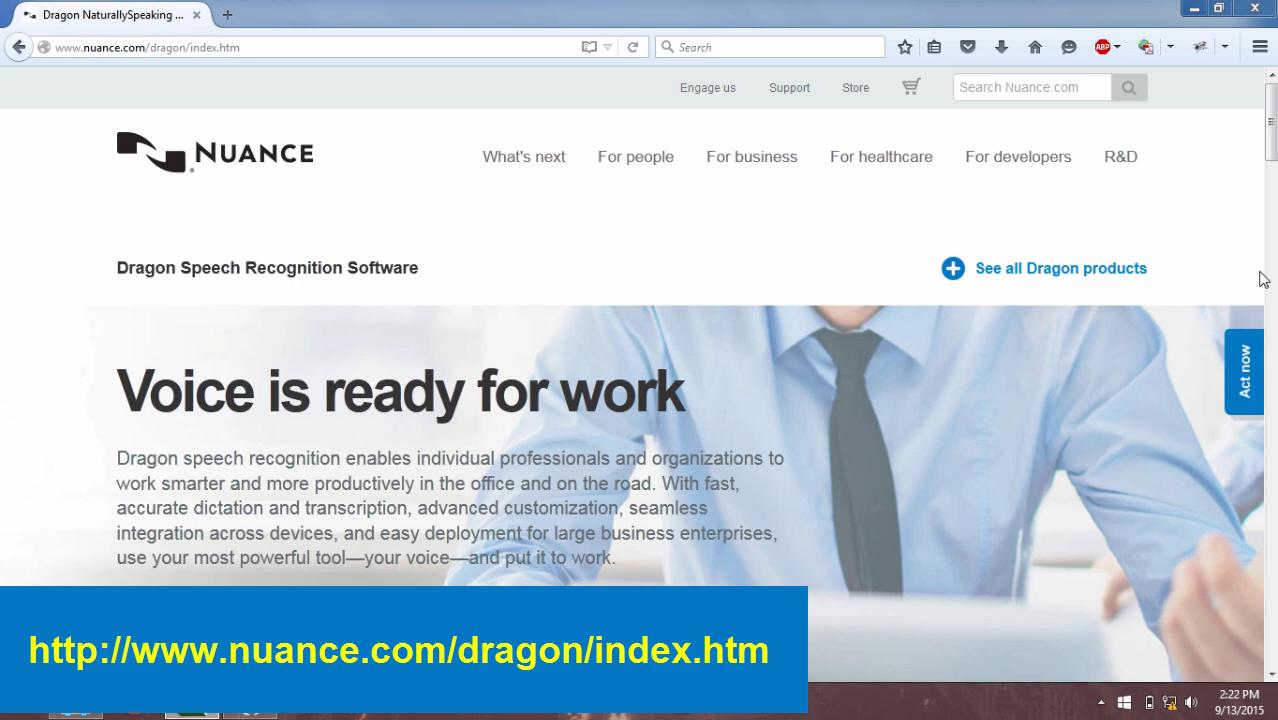 Dragon NaturallySpeaking ...
www.nuance.com/dragon/index.htm
Search
ABP
Engage us
Support
Store
Search Nuance.com
NUANCE
What's next
For people
For business
For healthcare
For developers
R&D
Dragon Speech Recognition Software
See all Dragon products
Act now
Voice is ready for work
Dragon speech recognition enables individual professionals and organizations to
work smarter and more productively in the office and on the road. With fast,
accurate dictation and transcription, advanced customization, seamless
integration across devices, and easy deployment for large business enterprises,
use your most powerful tool—your voice—and put it to work.
http://www.nuance.com/dragon/index.htm
2:22 PM
9/13/2015